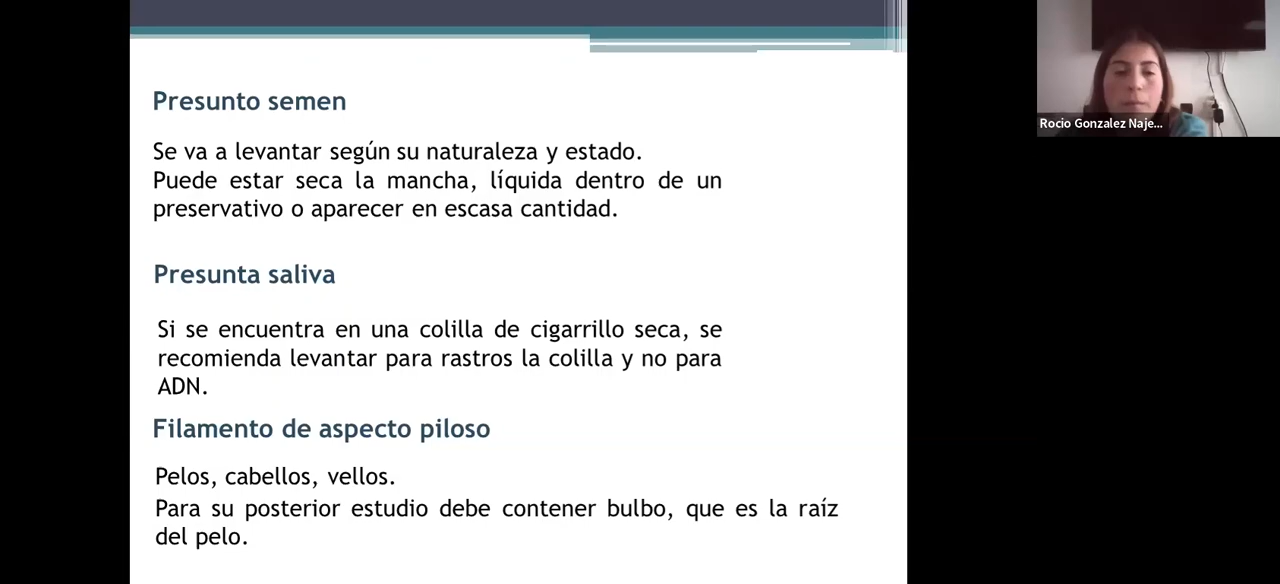 Presunto semen
Se va a levantar según su naturaleza y estado.
Puede estar seca la mancha, líquida dentro de un
preservativo o aparecer en escasa cantidad.
Presunta saliva
Si se encuentra en una colilla de cigarrillo seca, se
recomienda levantar para rastros la colilla y no para
ADN.
Filamento de aspecto piloso
Pelos, cabellos, vellos.
Para su posterior estudio debe contener bulbo, que es la raíz
del pelo.
Rocio Gonzalez Naje...